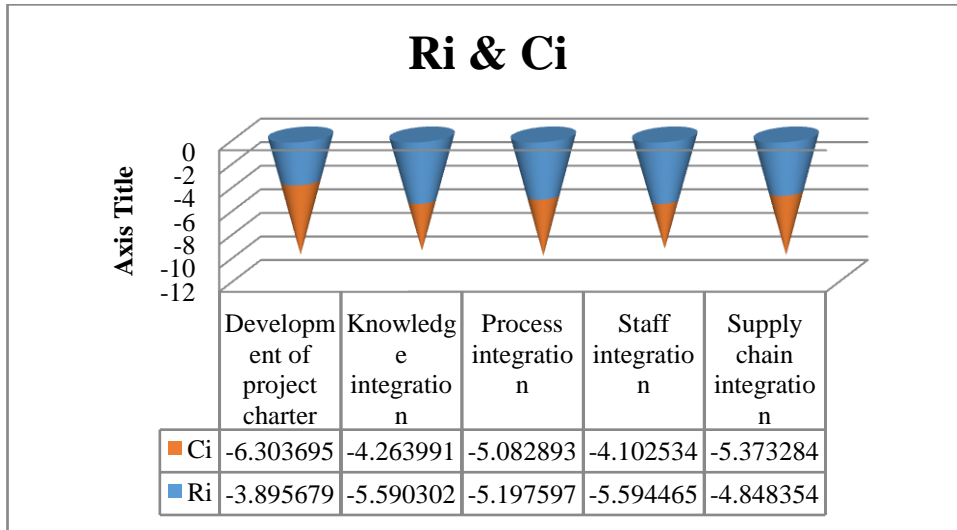 Ri & Ci
Axis Title
0
-2
-4
-6
-8
-10
-12
Developm
ent of
project
charter
Knowledg
e
integratio
n
Process
integratio
n
Staff
integratio
n
Supply
chain
integratio
n
Ci -6.303695 -4.263991 -5.082893 -4.102534 -5.373284
Ri -3.895679 -5.590302 -5.197597 -5.594465 -4.848354